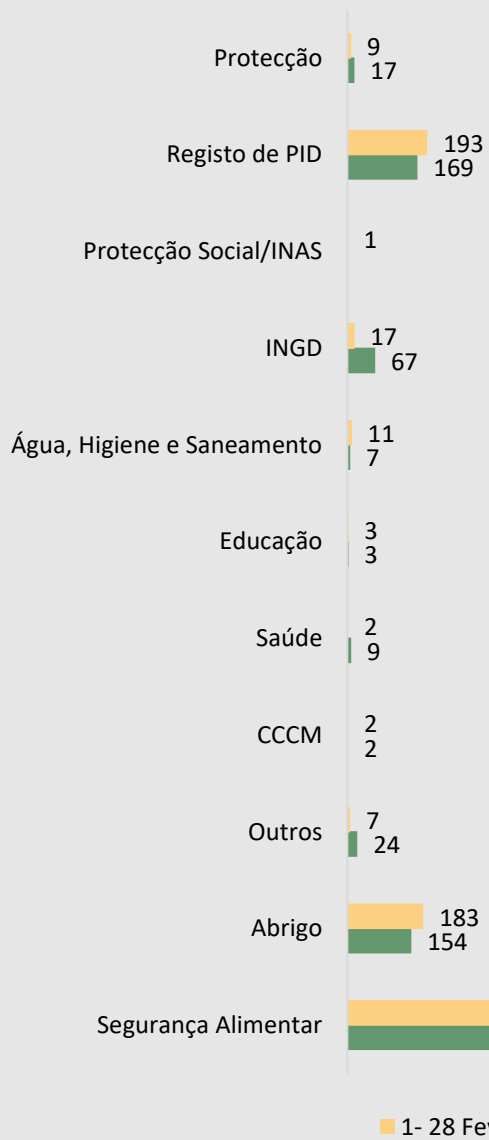 Protecção
9
17
Registo de PID
193
169
Protecção Social/INAS
1
INGD
17
67
Água, Higiene e Saneamento
11
7
Educação
3
3
Saúde
2
9
CCCM
2
2
Outros
7
24
Abrigo
183
154
Segurança Alimentar
1- 28 Fev